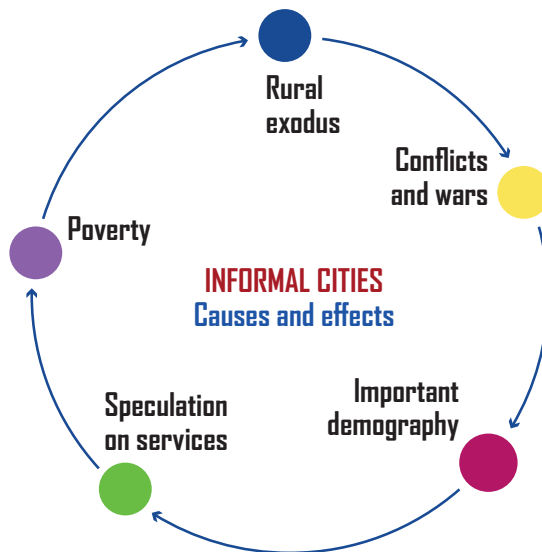 Rural
exodus
Conflicts
and wars
Poverty
INFORMAL CITIES
Causes and effects
Important
demography
Speculation
on services